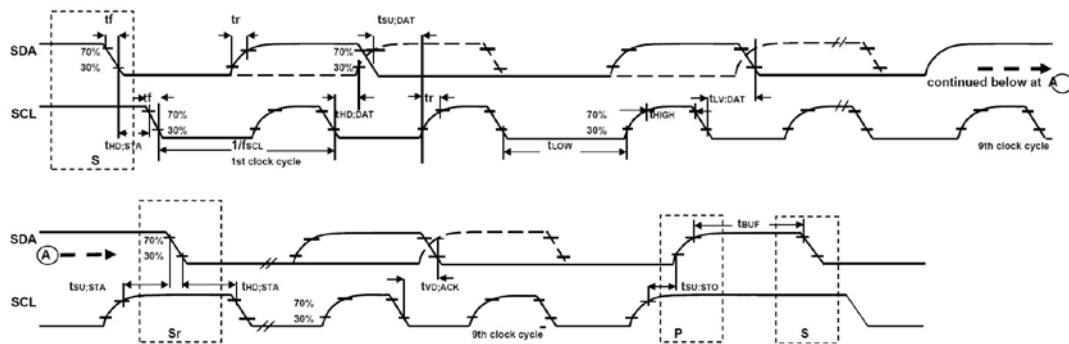 tf tr tSU;DAT
SDA 70% 30% 70% 30%
continued below at A
SCL tf 70% 30% tHD;DAT tr 70% 30% tHIGH tLV;DAT
tHD;STA 1/fSCL tLOW
S 1st clock cycle 9th clock cycle
SDA A 70% 30% tBUF
tSU;STA tHD;STA tVD;ACK tSU;STO
SCL 70% 30%
Sr 9th clock cycle P S